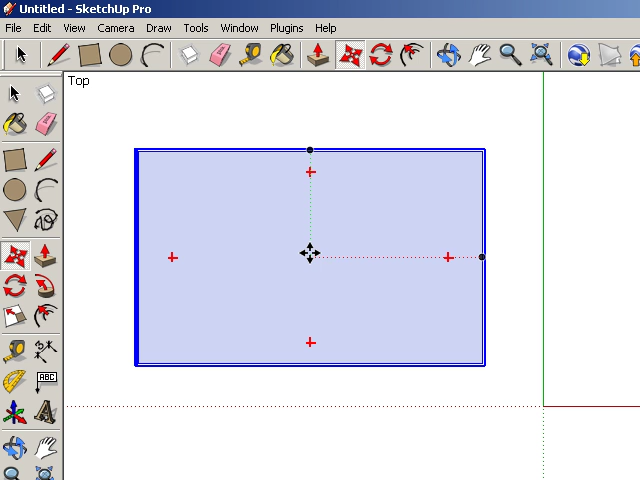 Untitled - SketchUp Pro
File Edit View Camera Draw Tools Window Plugins Help
Top
ABC
A